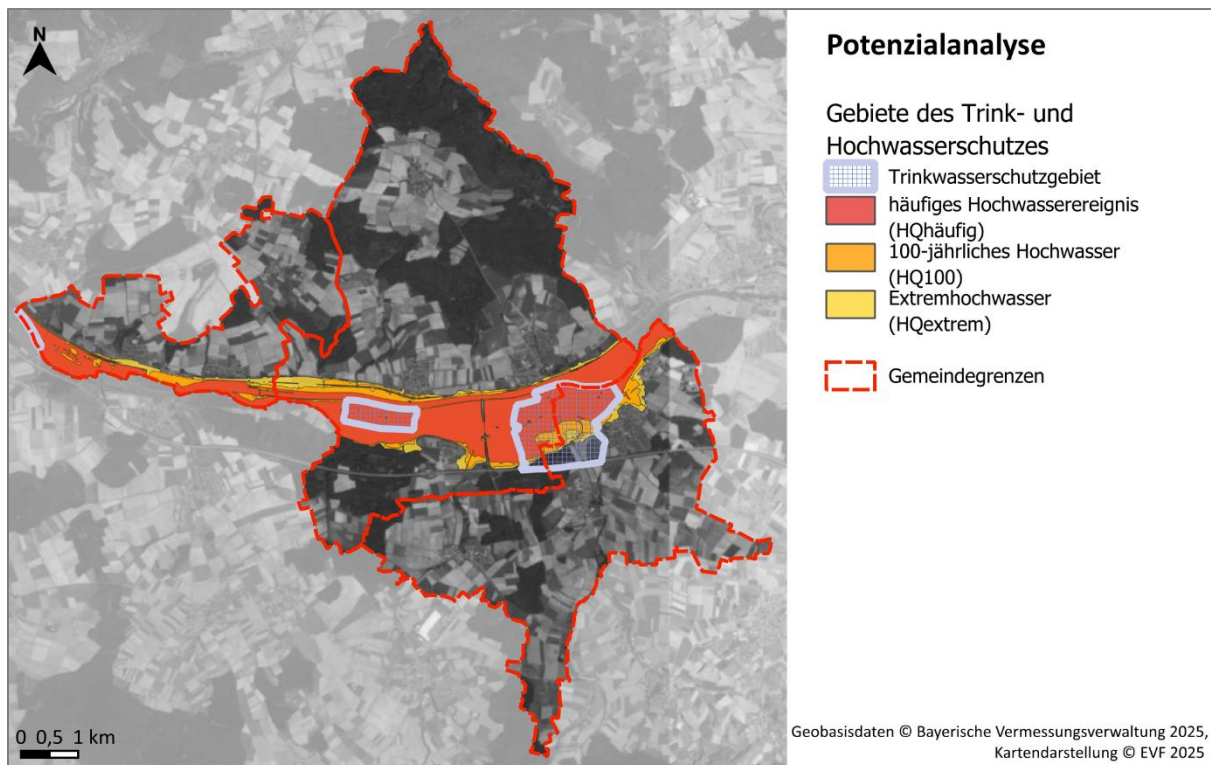 N
Potenzialanalyse
Gebiete des Trink- und
Hochwasserschutzes
Trinkwasserschutzgebiet
häufiges Hochwasserereignis
(HQhäufig)
100-jährliches Hochwasser
(HQ100)
Extremhochwasser
(HQextrem)
Gemeindegrenzen
0 0,5 1 km
Geobasisdaten © Bayerische Vermessungsverwaltung 2025,
Kartendarstellung © EVF 2025